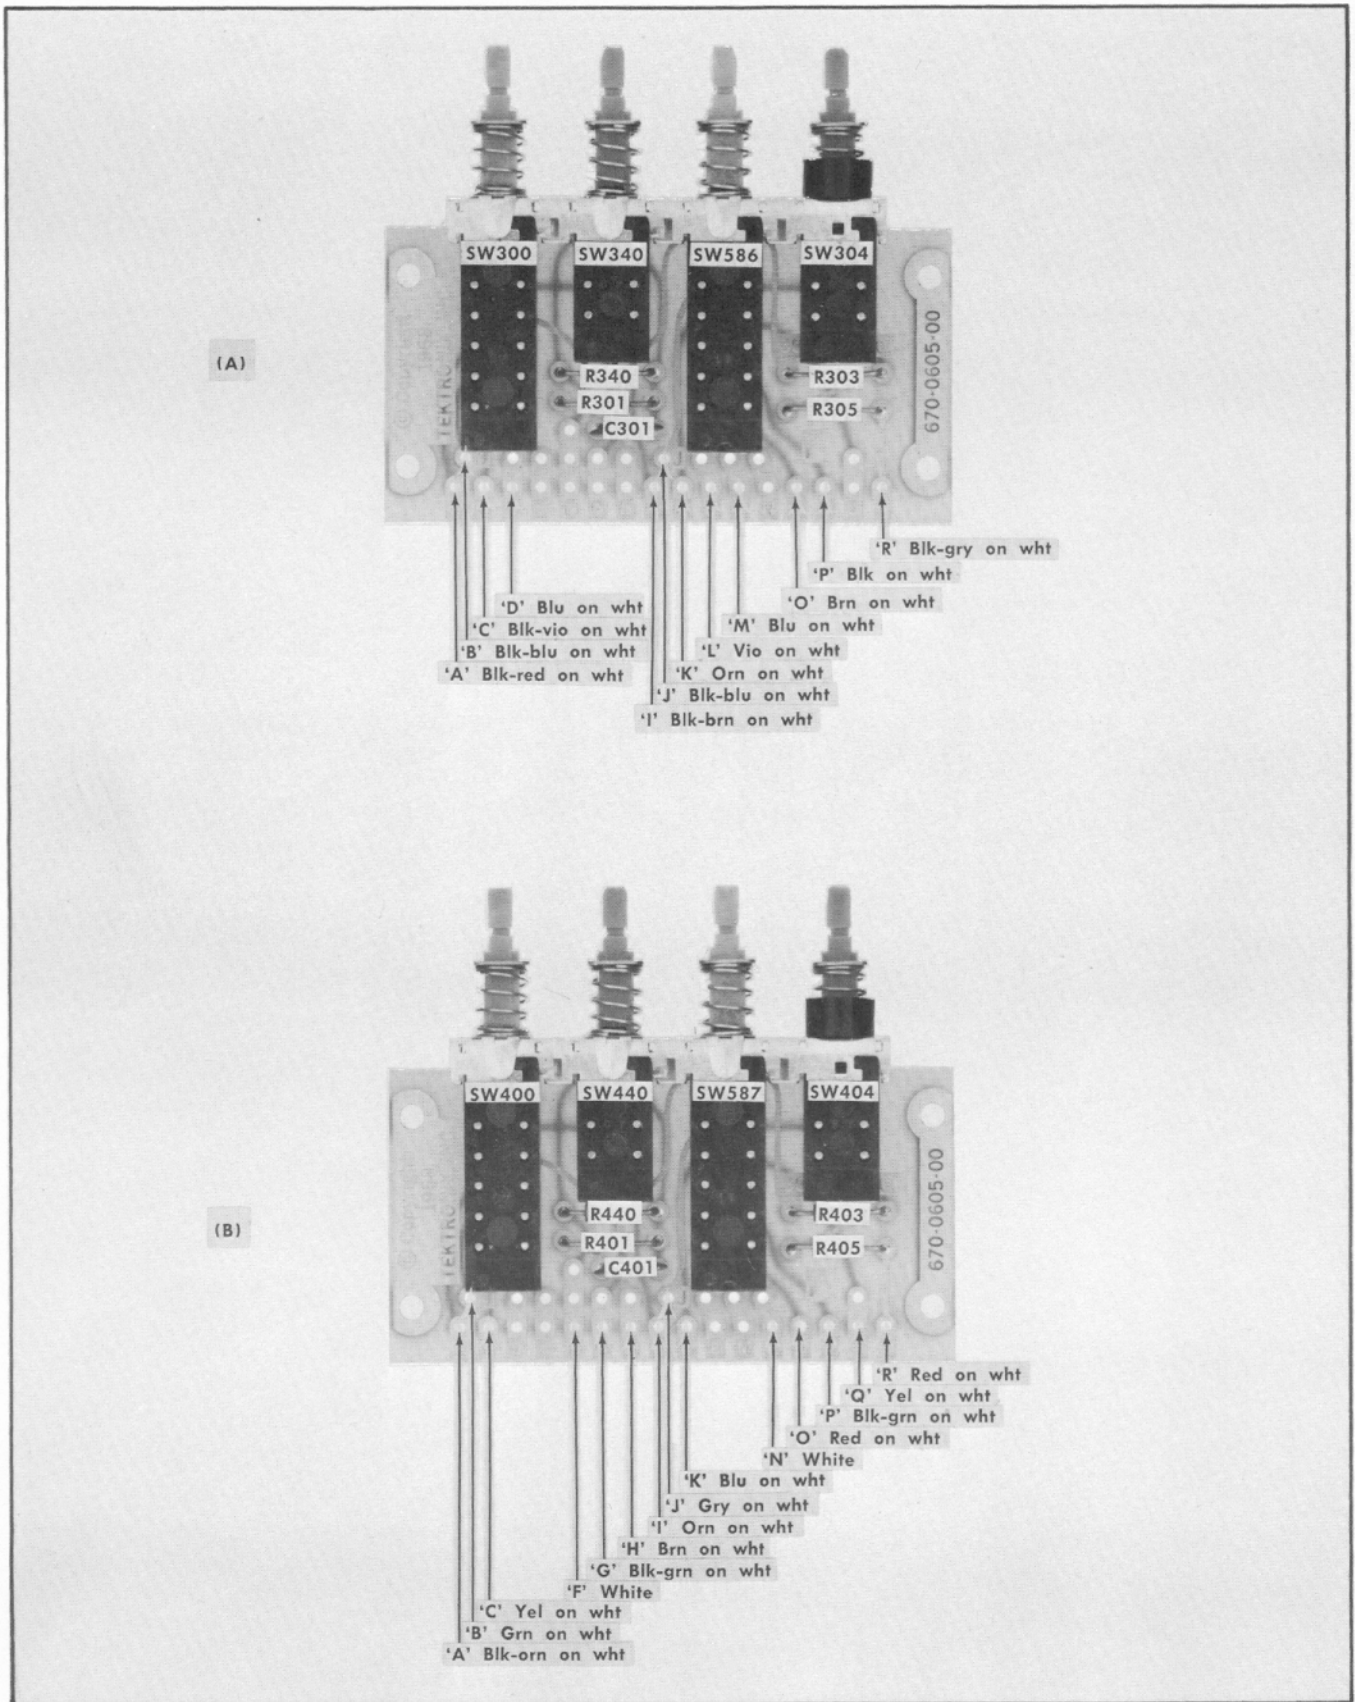 SW300 SW340 SW586 SW304
(A)
R340 R303
R301 R305
C301
TEKTRO
670-0605-00
'R' Blk-gry on wht
'P' Blk on wht
'O' Brn on wht
'D' Blu on wht
'M' Blu on wht
'C' Blk-vio on wht
'L' Vio on wht
'B' Blk-blu on wht
'K' Orn on wht
'A' Blk-red on wht
'J' Blk-blu on wht
'I' Blk-brn on wht
SW400 SW440 SW587 SW404
(B)
R440 R403
R401 R405
C401
TEKTRO
670-0605-00
'R' Red on wht
'Q' Yel on wht
'P' Blk-grn on wht
'O' Red on wht
'N' White
'K' Blu on wht
'J' Gry on wht
'I' Orn on wht
'H' Brn on wht
'G' Blk-grn on wht
'F' White
'C' Yel on wht
'B' Grn on wht
'A' Blk-orn on wht